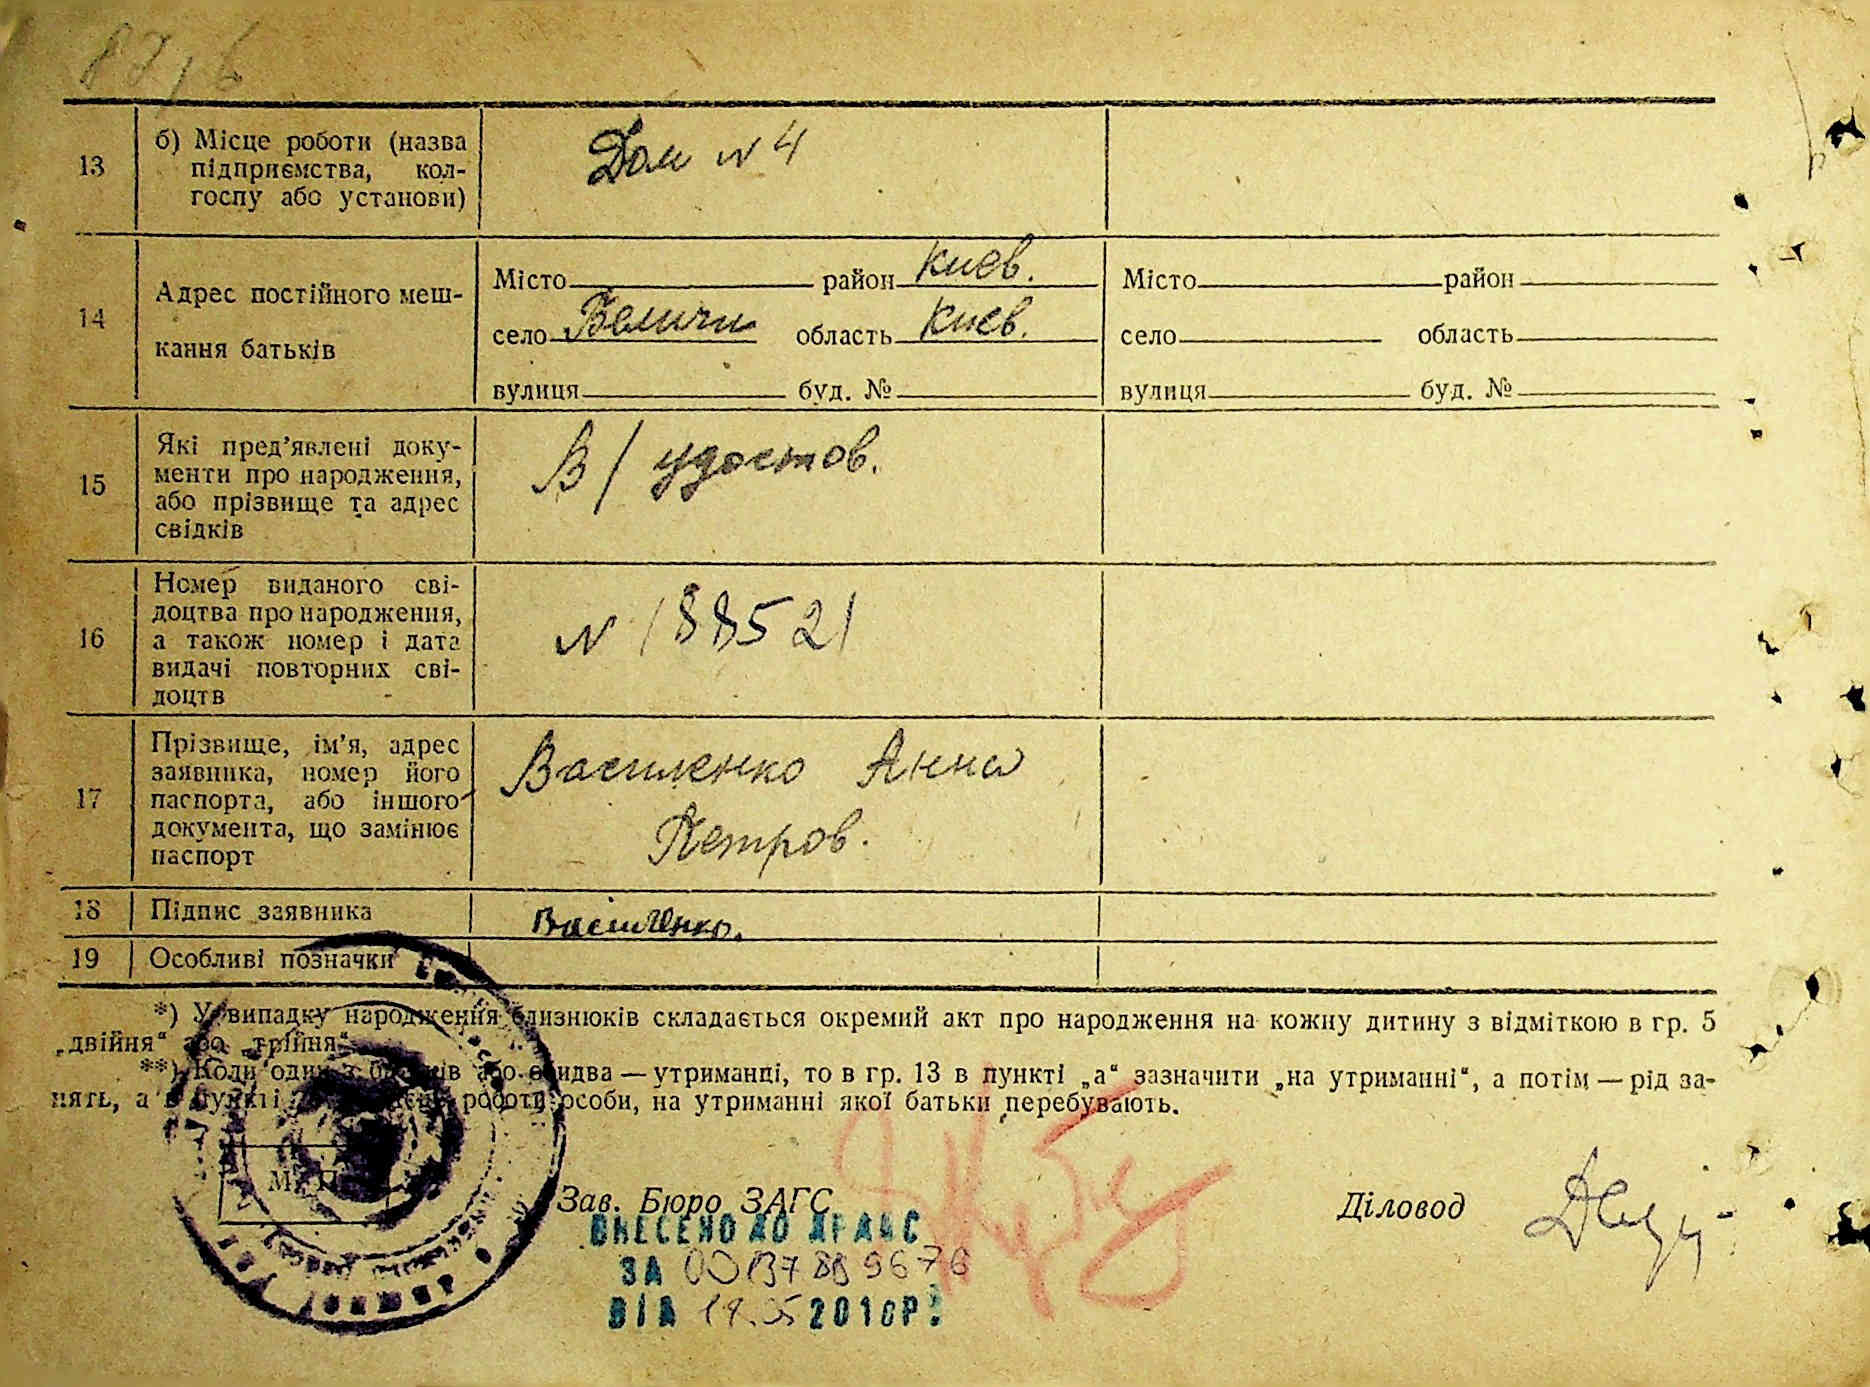 13
б) Місце роботи (назва
підприємства, кол-
госпу або установи)
Дом N 4
14
Адрес постійного меш-
кання батьків
Місто район Киев.
село Беличи область Киев.
вулиця буд. №
Місто район
село область
вулиця буд. №
15
Які пред'явлені доку-
менти про народження,
або прізвище та адрес
свідків
В/ удостов.
16
Номер виданого сві-
доцтва про народження,
а також номер і дата
видачі повторних сві-
доцтв
N 188521
17
Прізвище, ім'я, адрес
заявника, номер його
паспорта, або іншого
документа, що замінює
паспорт
Василенко Анна
Петров.
18
Підпис заявника
Василенко.
19
Особливі позначки
*) У випадку народження близнюків складається окремий акт про народження на кожну дитину з відміткою в гр. 5
„двійня“ або „трійня“.
**) Коли один з батьків або обидва — утриманці, то в гр. 13 в пункті „а“ зазначити „на утриманні“, а потім — рід за-
нять, а в пункті роботи особи, на утриманні якої батьки перебувають.
М. П.
Зав. Бюро ЗАГС
Діловод
ВНЕСЕНО ДО ДРАЦС
ЗА 00137889676
ВІД 05 2010Р.